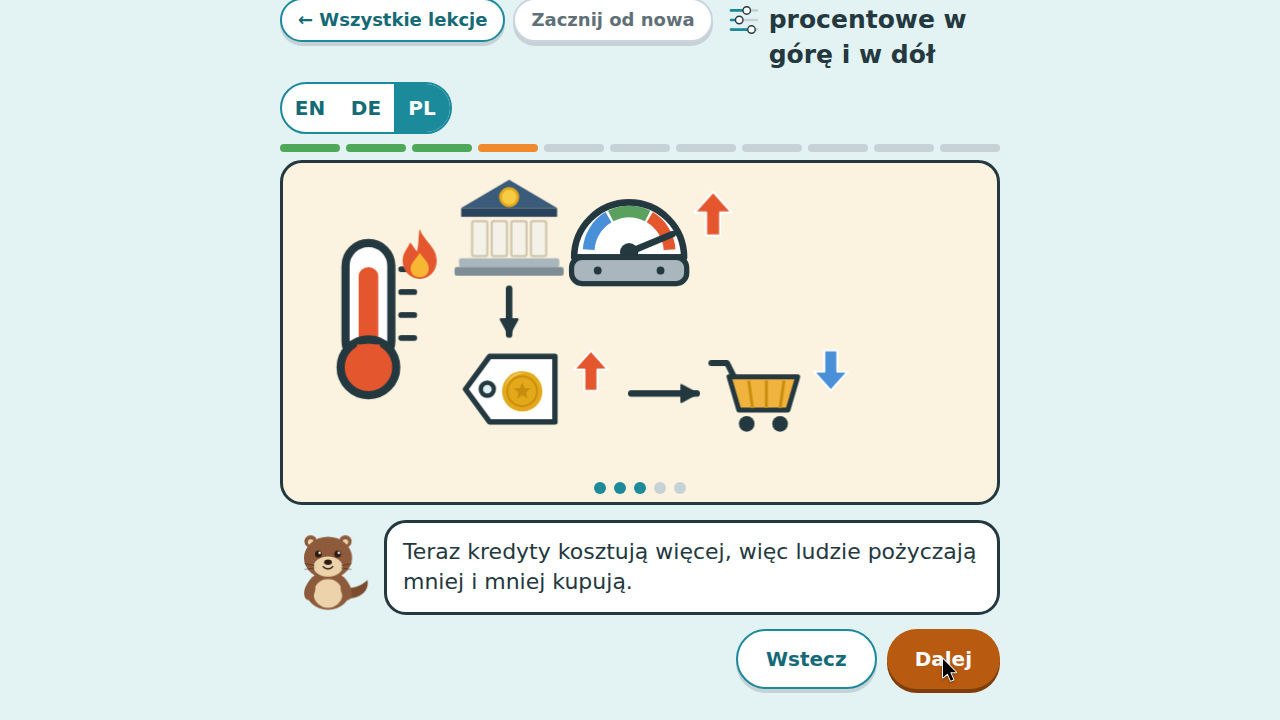 ← Wszystkie lekcje
Zacznij od nowa
procentowe w
górę i w dół
EN DE PL
Teraz kredyty kosztują więcej, więc ludzie pożyczają
mniej i mniej kupują.
Wstecz
Dalej